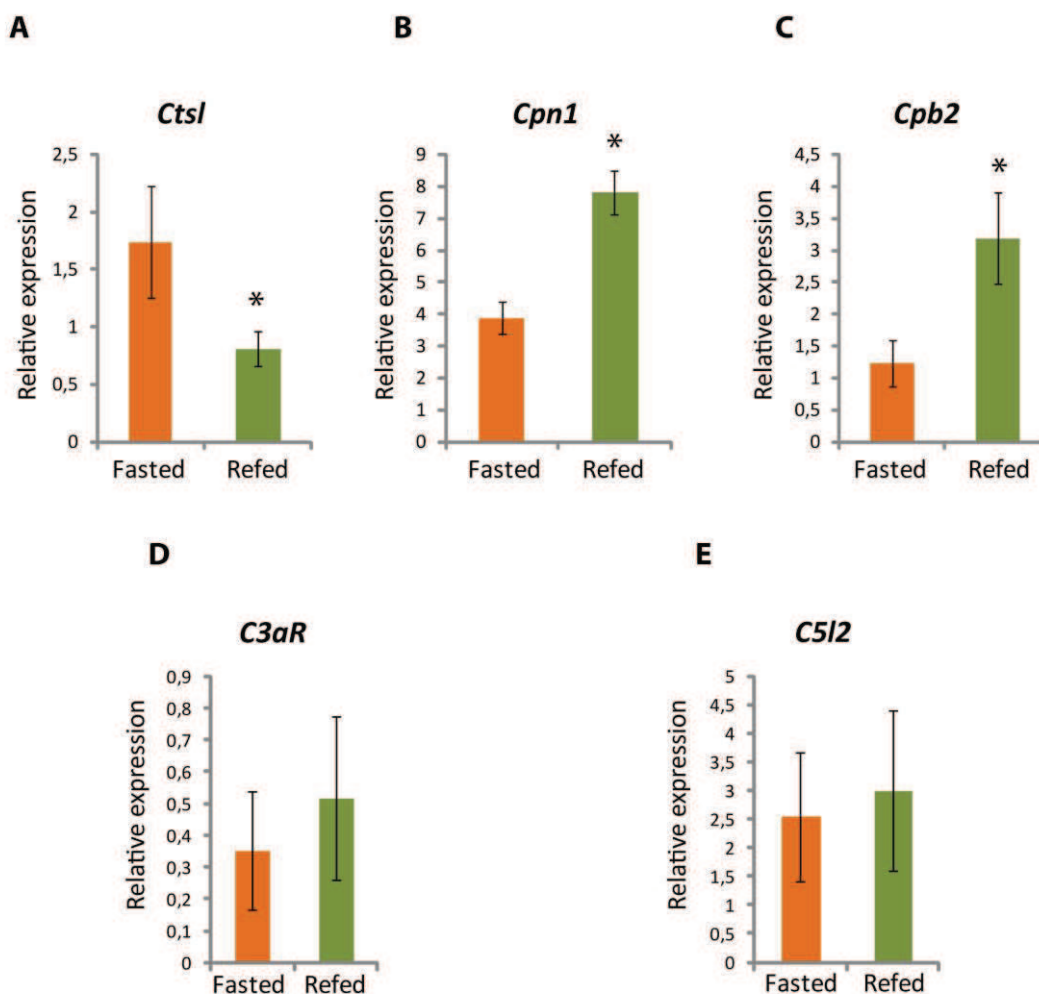 A
Ctsl
Relative expression
2,5
2
1,5
1
0,5
0
*
Fasted
Refed
B
Cpn1
Relative expression
9
8
7
6
5
4
3
2
1
0
*
Fasted
Refed
C
Cpb2
Relative expression
4,5
4
3,5
3
2,5
2
1,5
1
0,5
0
*
Fasted
Refed
D
C3aR
Relative expression
0,9
0,8
0,7
0,6
0,5
0,4
0,3
0,2
0,1
0
Fasted
Refed
E
C5l2
Relative expression
5
4,5
4
3,5
3
2,5
2
1,5
1
0,5
0
Fasted
Refed